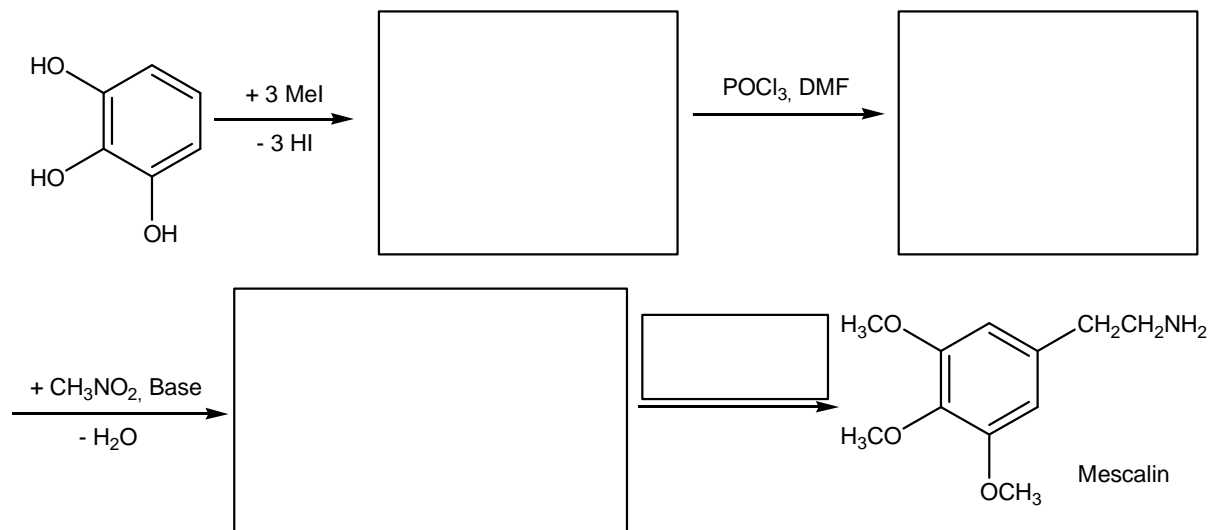 HO
HO
OH
+ 3 MeI
- 3 HI
POCl3, DMF
+ CH3NO2, Base
- H2O
H3CO
H3CO
OCH3
CH2CH2NH2
Mescalin